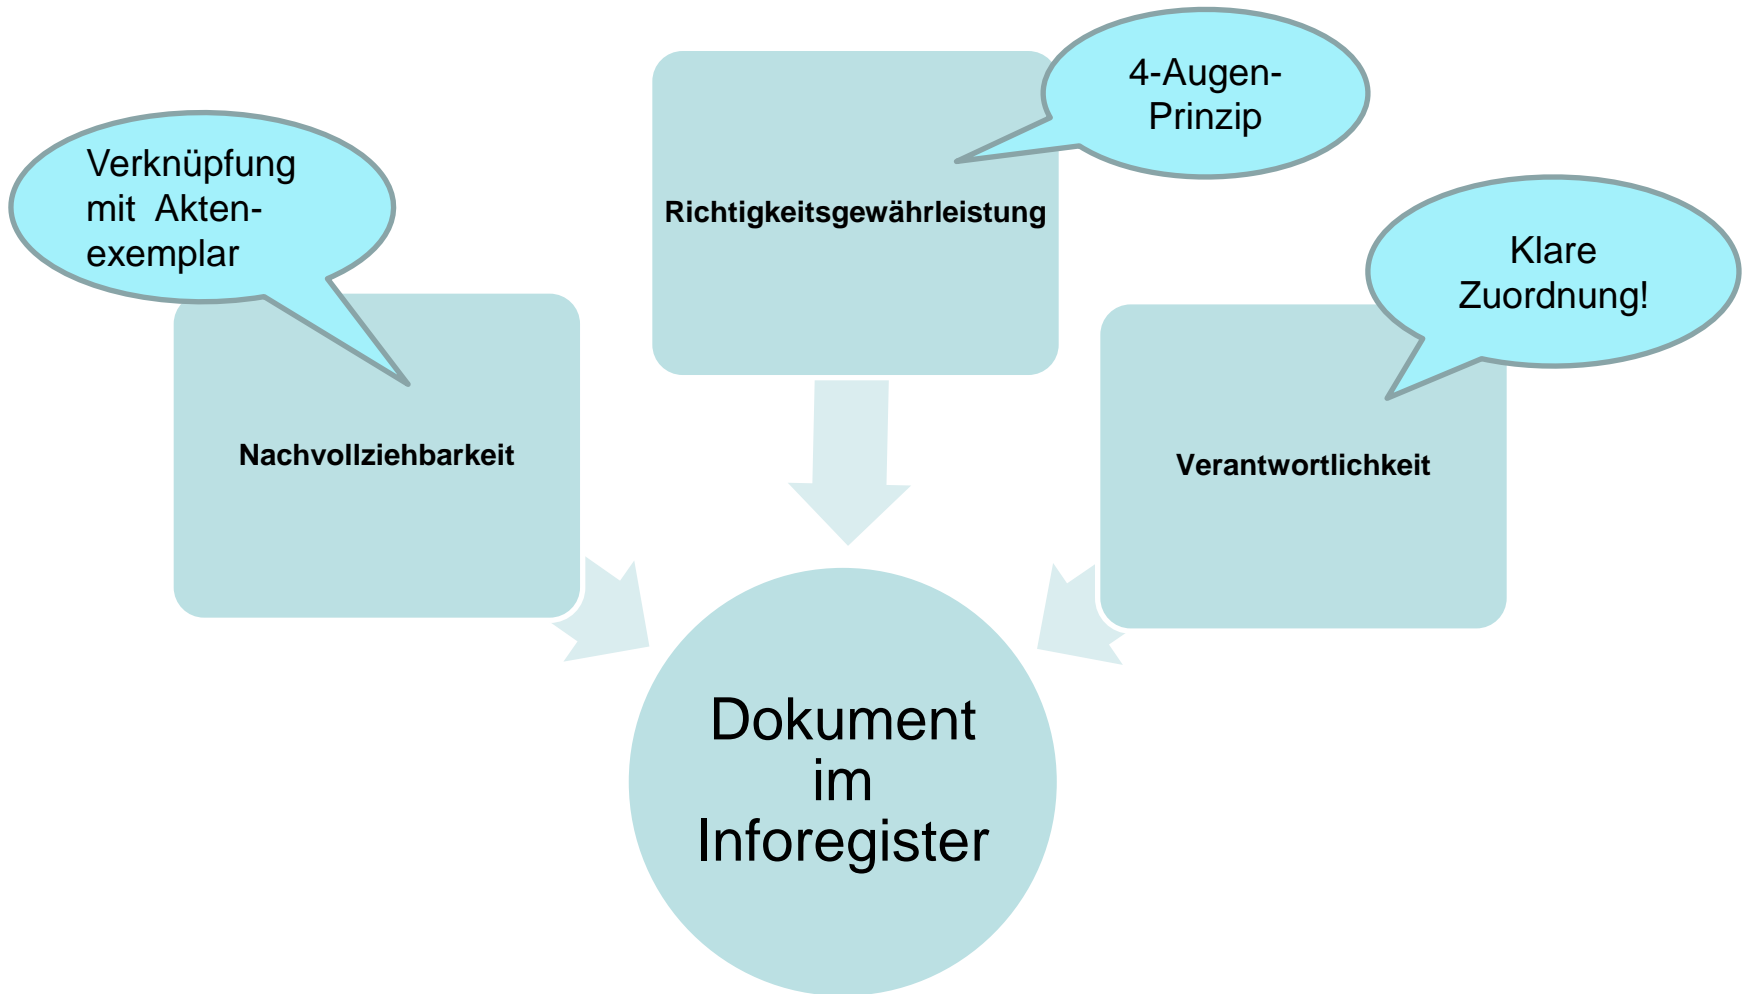 4-Augen-
Prinzip
Verknüpfung
mit Akten-
exemplar
Richtigkeitsgewährleistung
Klare
Zuordnung!
Nachvollziehbarkeit
Verantwortlichkeit
Dokument
im
Inforegister